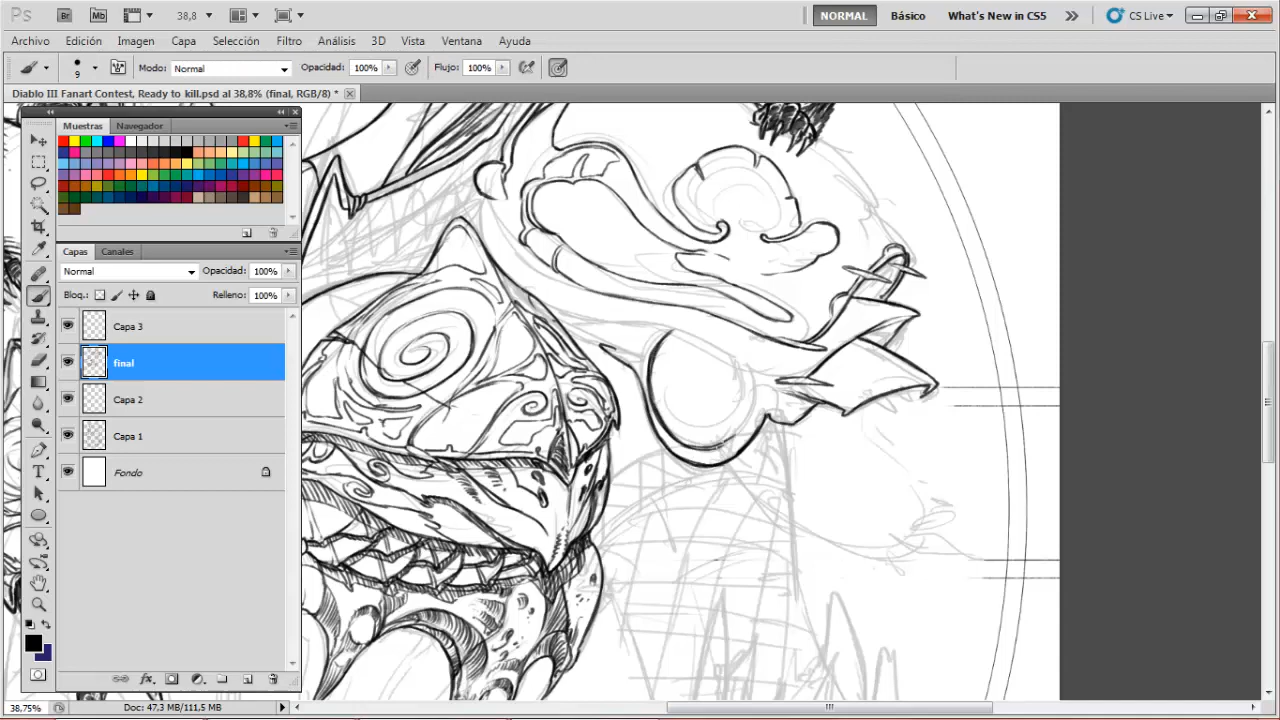 Ps Br Mb 38,8 NORMAL Básico What's New in CS5 CS Live
Archivo Edición Imagen Capa Selección Filtro Análisis 3D Vista Ventana Ayuda
9 Modo: Normal Opacidad: 100% Flujo: 100%
Diablo III Fanart Contest, Ready to kill.psd al 38,8% (final, RGB/8) *
Muestras Navegador
Capas Canales
Normal Opacidad: 100%
Bloq.: Relleno: 100%
Capa 3
final
Capa 2
Capa 1
Fondo
T
fx
38,75% Doc: 47,3 MB/111,5 MB